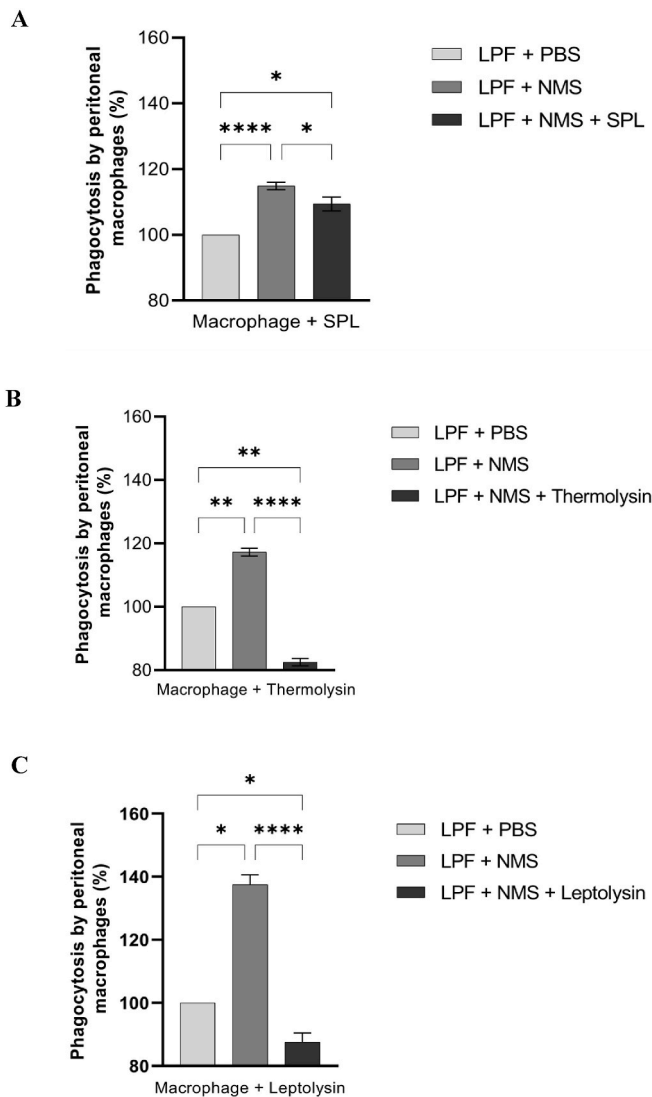 A
Phagocytosis by peritoneal
macrophages (%)
160
140
120
100
80
*
**** *
Macrophage + SPL
LPF + PBS
LPF + NMS
LPF + NMS + SPL
B
Phagocytosis by peritoneal
macrophages (%)
160
140
120
100
80
**
** ****
Macrophage + Thermolysin
LPF + PBS
LPF + NMS
LPF + NMS + Thermolysin
C
Phagocytosis by peritoneal
macrophages (%)
160
140
120
100
80
*
* ****
Macrophage + Leptolysin
LPF + PBS
LPF + NMS
LPF + NMS + Leptolysin